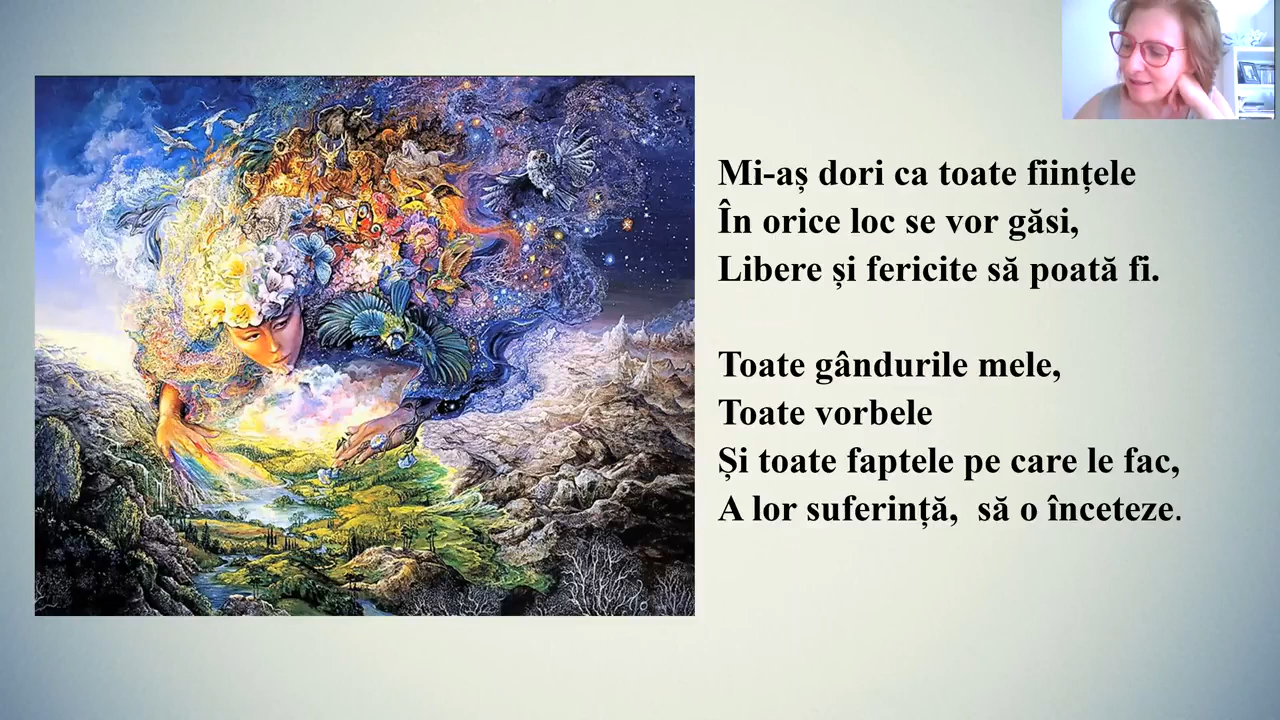 Mi-aș dori ca toate ființele
În orice loc se vor găsi,
Libere și fericite să poată fi.
Toate gândurile mele,
Toate vorbele
Și toate faptele pe care le fac,
A lor suferință,  să o înceteze.